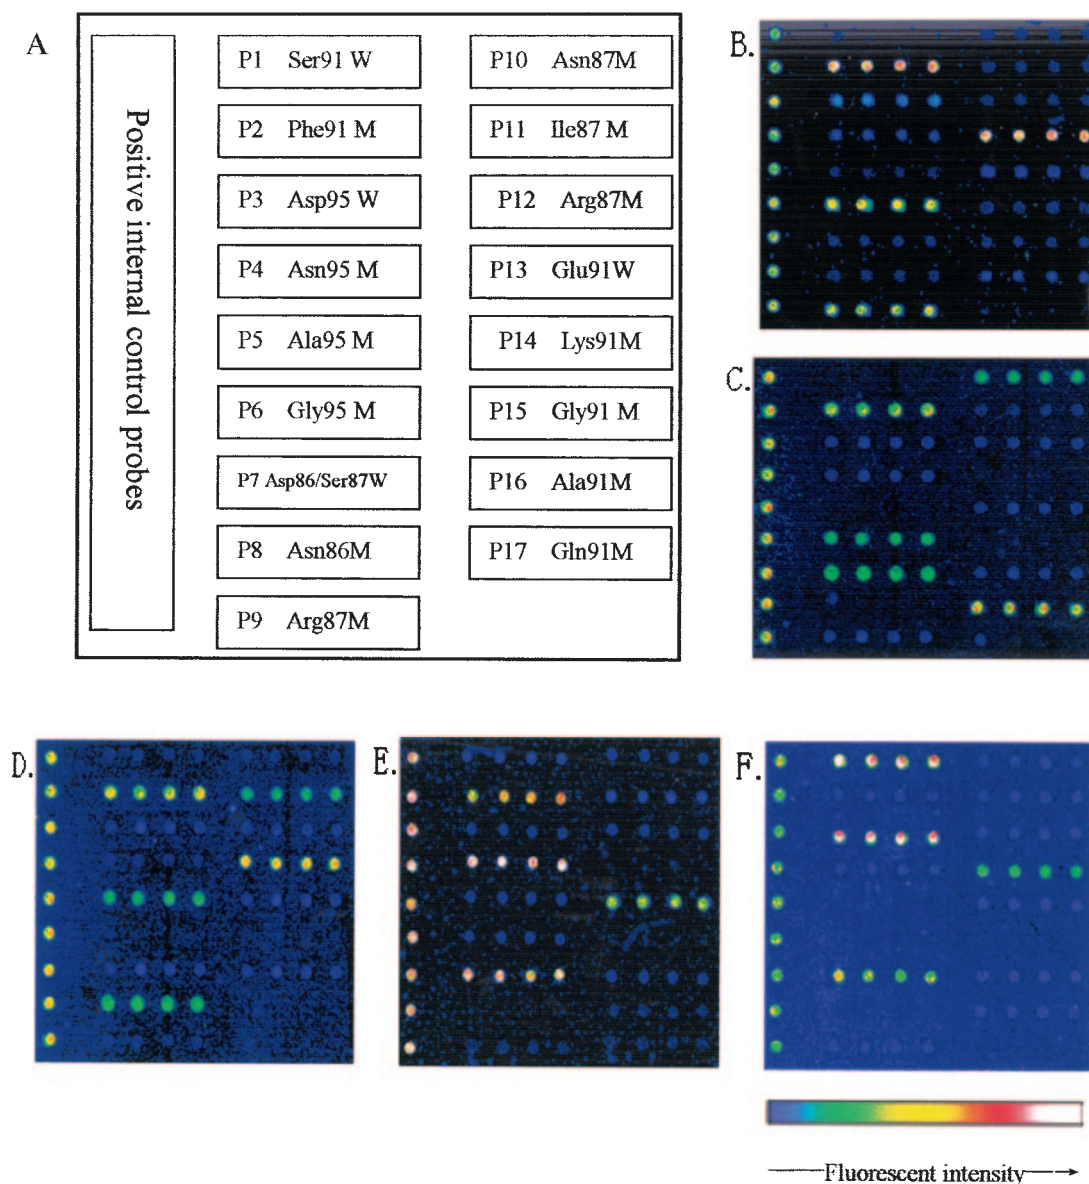 A
Positive internal control probes
P1 Ser91 W
P2 Phe91 M
P3 Asp95 W
P4 Asn95 M
P5 Ala95 M
P6 Gly95 M
P7 Asp86/Ser87W
P8 Asn86M
P9 Arg87M
P10 Asn87M
P11 Ile87 M
P12 Arg87M
P13 Glu91W
P14 Lys91M
P15 Gly91 M
P16 Ala91M
P17 Gln91M
B.
C.
D.
E.
F.
Fluorescent intensity